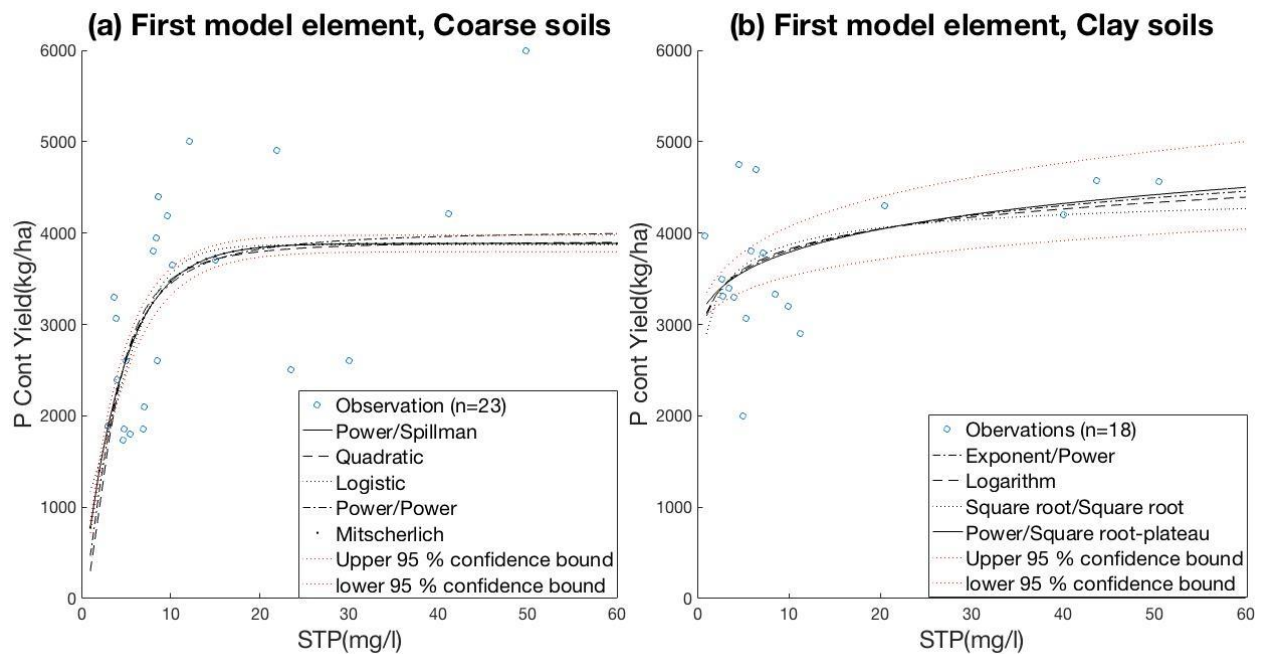 (a) First model element, Coarse soils
6000
5000
4000
3000
2000
1000
0
P Cont Yield(kg/ha)
Observation (n=23)
Power/Spillman
Quadratic
Logistic
Power/Power
Mitscherlich
Upper 95 % confidence bound
lower 95 % confidence bound
0 10 20 30 40 50 60
STP(mg/l)
(b) First model element, Clay soils
6000
5000
4000
3000
2000
1000
0
P cont Yield(kg/ha)
Obervations (n=18)
Exponent/Power
Logarithm
Square root/Square root
Power/Square root-plateau
Upper 95 % confidence bound
lower 95 % confidence bound
0 10 20 30 40 50 60
STP(mg/l)